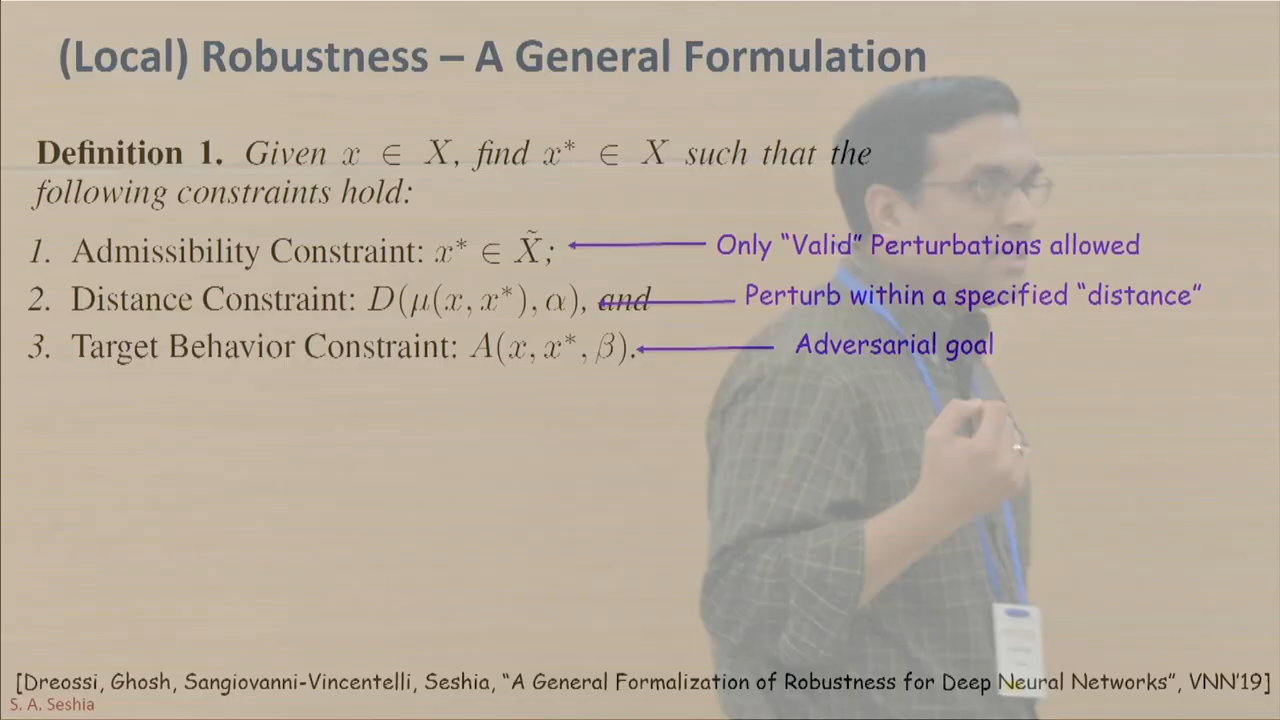 (Local) Robustness – A General Formulation
Definition 1. Given x ∈ X, find x* ∈ X such that the
following constraints hold:
1. Admissibility Constraint: x* ∈ X̃; Only “Valid” Perturbations allowed
2. Distance Constraint: D(μ(x, x*), α), and Perturb within a specified “distance”
3. Target Behavior Constraint: A(x, x*, β). Adversarial goal
[Dreossi, Ghosh, Sangiovanni-Vincentelli, Seshia, “A General Formalization of Robustness for Deep Neural Networks”, VNN’19]
S. A. Seshia